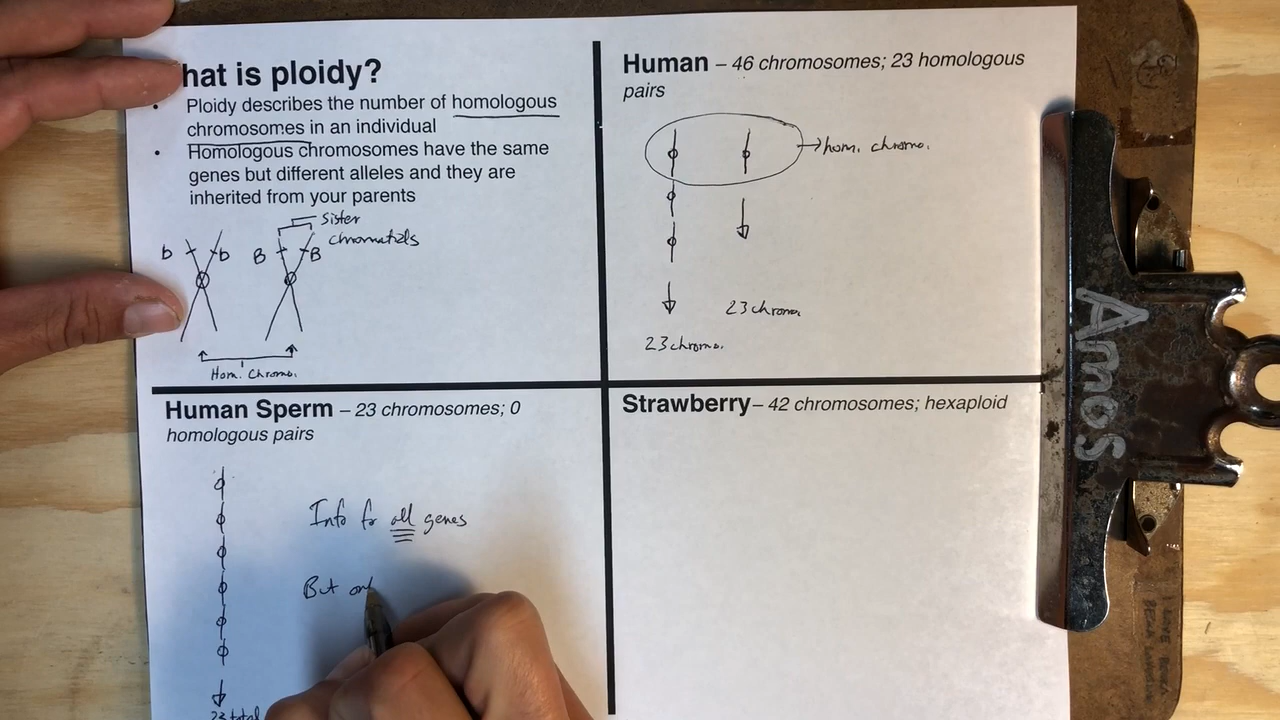 hat is ploidy?
• Ploidy describes the number of homologous
chromosomes in an individual
• Homologous chromosomes have the same
genes but different alleles and they are
inherited from your parents
Sister
chromatids
b b B B
Hom. Chromo.
Human – 46 chromosomes; 23 homologous
pairs
hom. chromo.
23 chromo.
23 chromo.
Human Sperm – 23 chromosomes; 0
homologous pairs
Info for all genes
But onl
23 total
Strawberry– 42 chromosomes; hexaploid
Amos